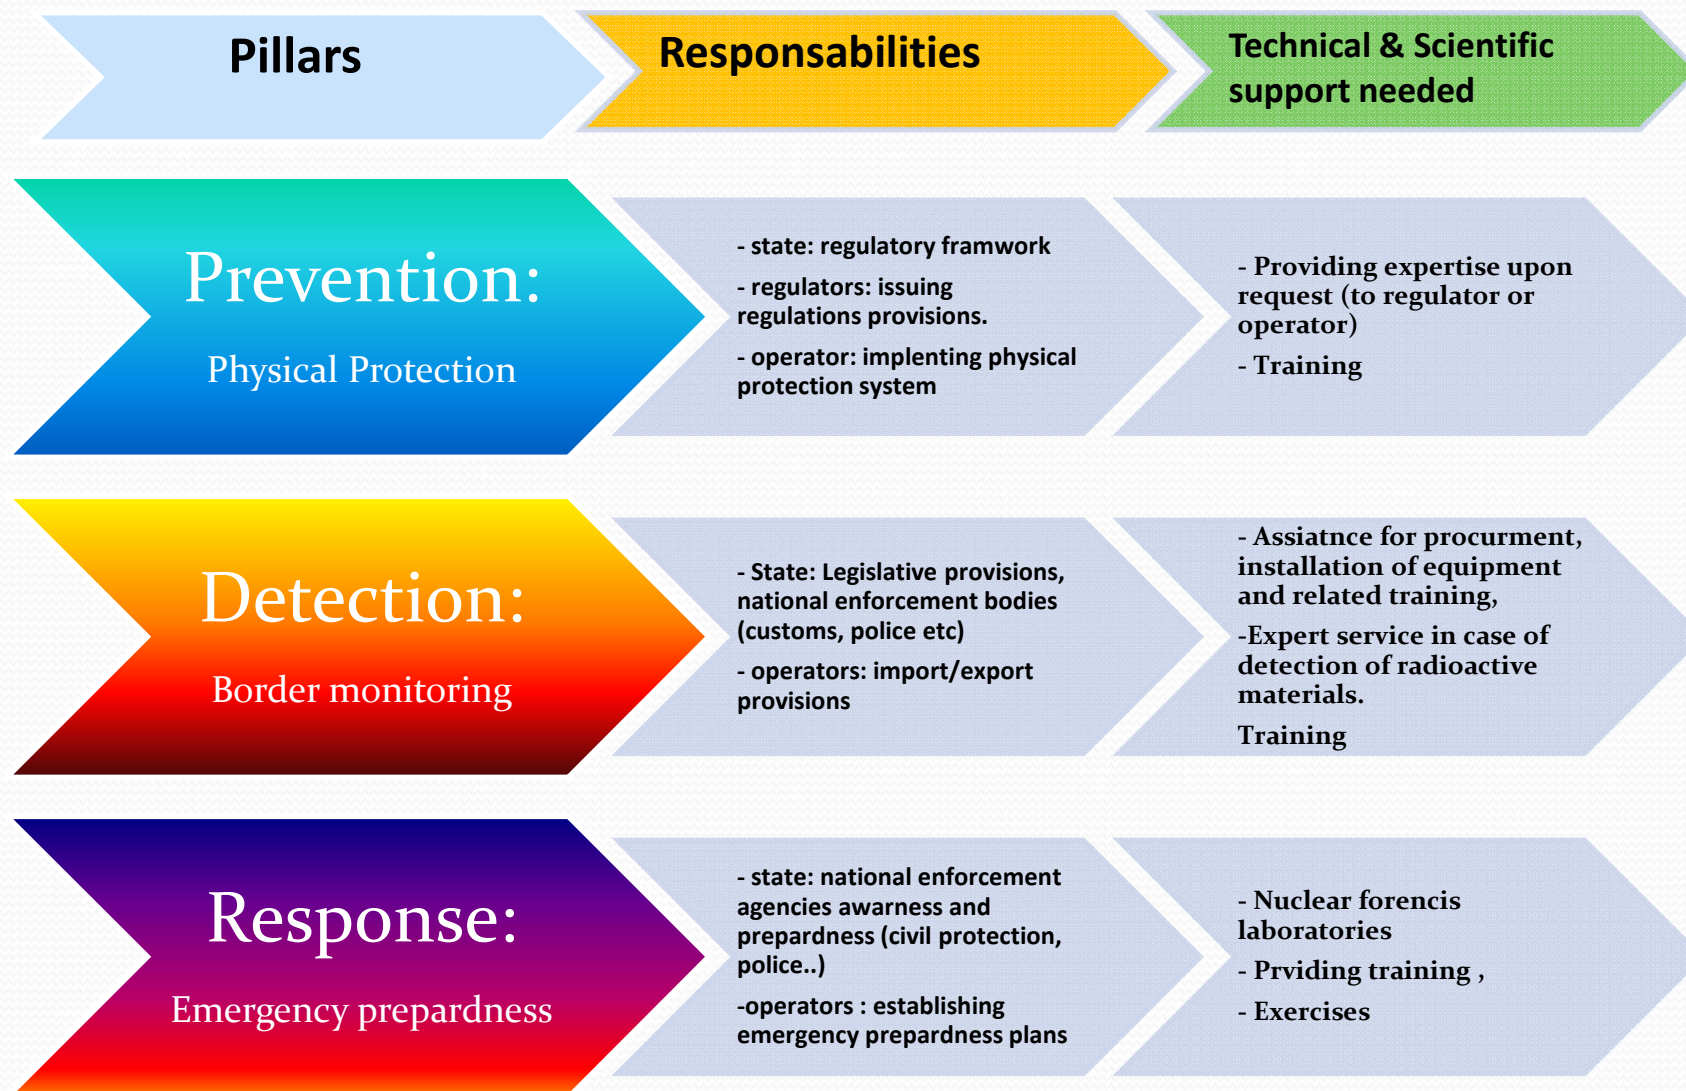 Pillars
Responsabilities
Technical & Scientific
support needed
Prevention:
Physical Protection
- state: regulatory framwork
- regulators: issuing
regulations provisions.
- operator: implenting physical
protection system
- Providing expertise upon
request (to regulator or
operator)
- Training
Detection:
Border monitoring
- State: Legislative provisions,
national enforcement bodies
(customs, police etc)
- operators: import/export
provisions
- Assiatnce for procurment,
installation of equipment
and related training,
-Expert service in case of
detection of radioactive
materials.
Training
Response:
Emergency prepardness
- state: national enforcement
agencies awarness and
prepardness (civil protection,
police..)
-operators : establishing
emergency prepardness plans
- Nuclear forencis
laboratories
- Prviding training ,
- Exercises